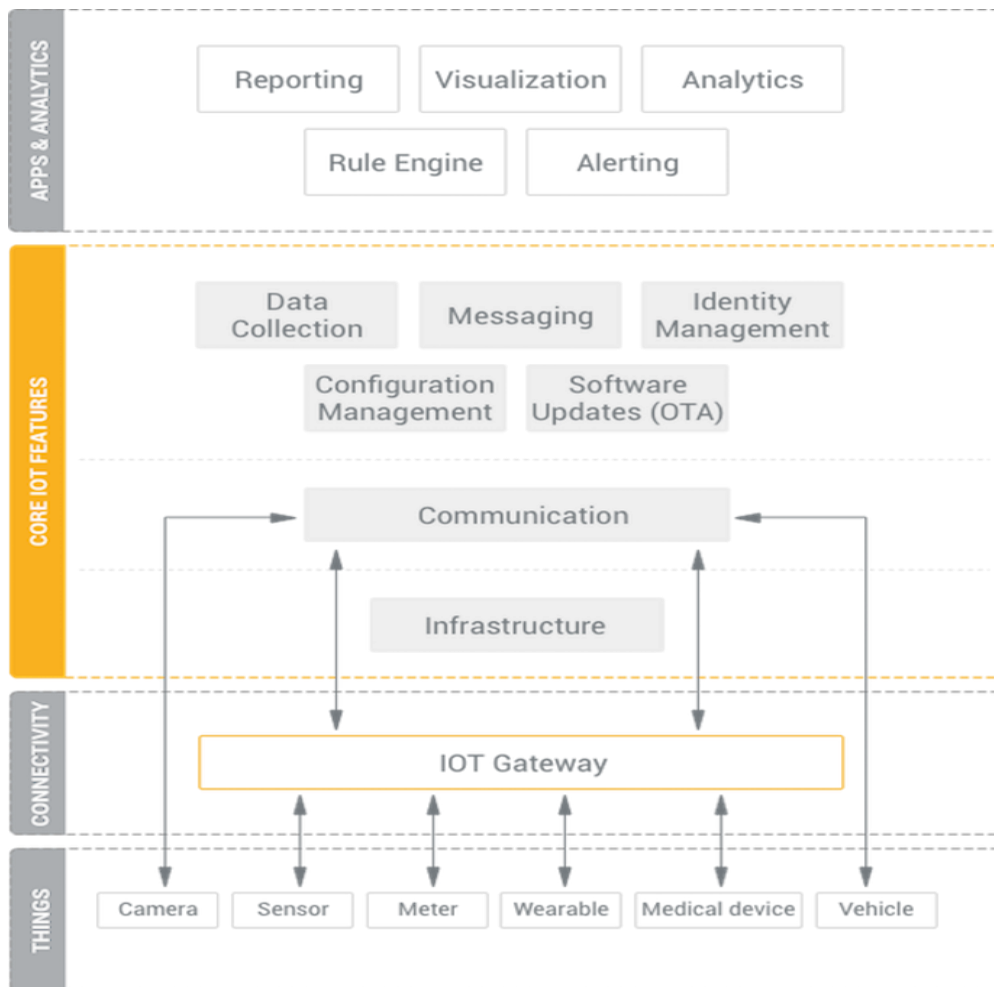 APPS & ANALYTICS
Reporting
Visualization
Analytics
Rule Engine
Alerting
CORE IOT FEATURES
Data
Collection
Messaging
Identity
Management
Configuration
Management
Software
Updates (OTA)
Communication
Infrastructure
CONNECTIVITY
IOT Gateway
THINGS
Camera
Sensor
Meter
Wearable
Medical device
Vehicle